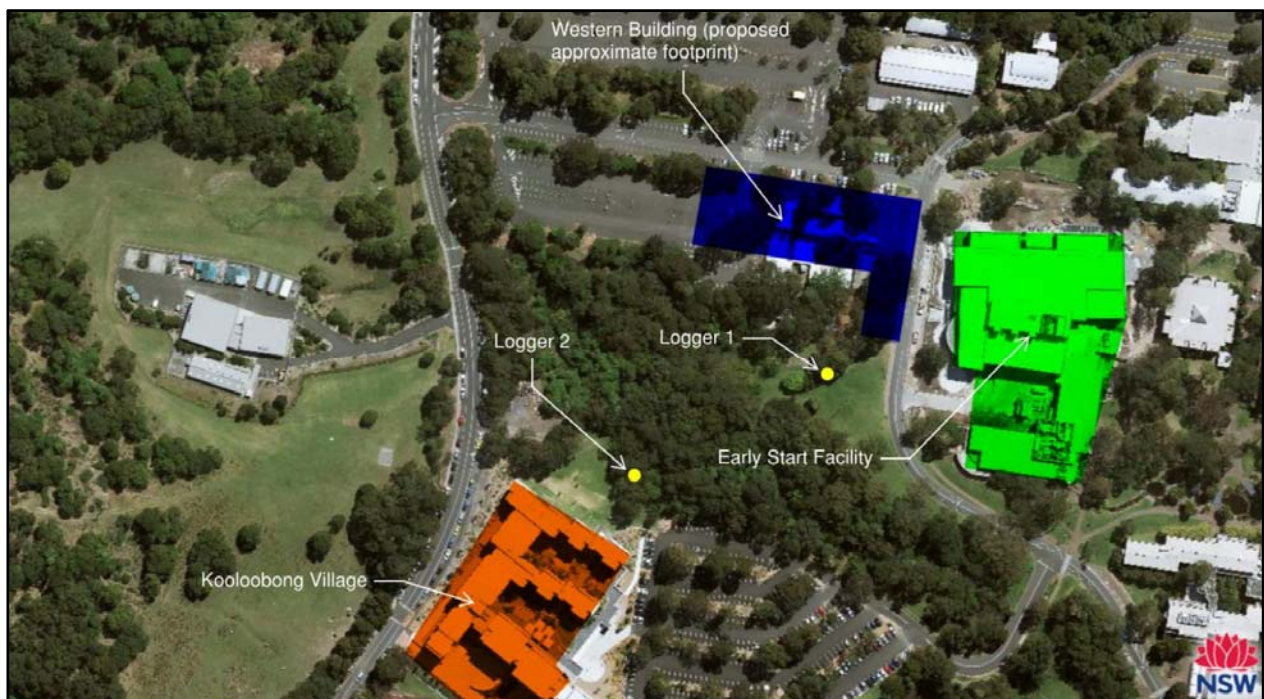 Western Building (proposed
approximate footprint)
Logger 2
Logger 1
Early Start Facility
Kooloobong Village
NSW